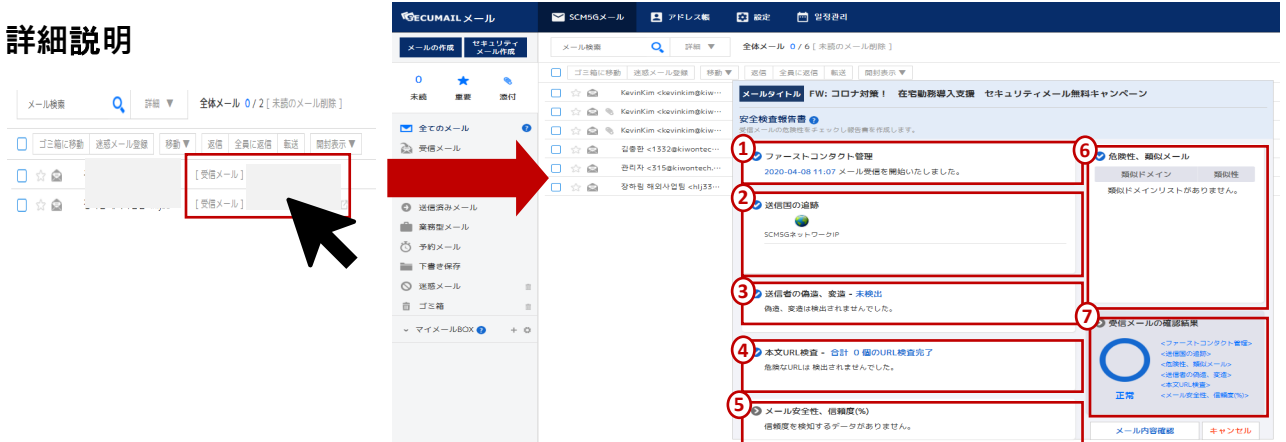 詳細説明
メール検索 詳細 ▼ 全体メール 0 / 2 [ 未読のメール削除 ]
ゴミ箱に移動 迷惑メール登録 移動▼ 返信 全員に返信 転送 開封表示▼
[ 受信メール ]
[ 受信メール ]
SECUMAIL メール SCM5Gメール アドレス帳 設定 일정관리
メールの作成 セキュリティメール作成
メール検索 詳細 ▼ 全体メール 0 / 6 [ 未読のメール削除 ]
ゴミ箱に移動 迷惑メール登録 移動▼ 返信 全員に返信 転送 開封表示▼
0
未読 重要 添付
全てのメール
受信メール
送信済みメール
業務型メール
予約メール
下書き保存
迷惑メール
ゴミ箱
マイメールBOX
KevinKim <kevinkim@kiw…
KevinKim <kevinkim@kiw…
KevinKim <kevinkim@kiw…
김종한 <1332@kiwontec…
관리자 <315@kiwontech.…
장하림 해외사업팀 <hlj33…
メールタイトル FW: コロナ対策！ 在宅勤務導入支援 セキュリティメール無料キャンペーン
安全検査報告書
受信メールの危険性をチェックし報告書を作成します。
1 ファーストコンタクト管理
2020-04-08 11:07 メール受信を開始いたしました。
2 送信国の追跡
SCM5GネットワークIP
3 送信者の偽造、変造 - 未検出
偽造、変造は検出されませんでした。
4 本文URL検査 - 合計 0 個のURL検査完了
危険なURLは 検出されませんでした。
5 メール安全性、信頼度(%)
信頼度を検知するデータがありません。
6 危険性、類似メール
類似ドメイン 類似性
類似ドメインリストがありません。
7 受信メールの確認結果
<ファーストコンタクト管理>
<送信国の追跡>
<危険性、類似メール>
<送信者の偽造、変造>
<本文URL検査>
<メール安全性、信頼度(%)>
正常
メール内容確認 キャンセル